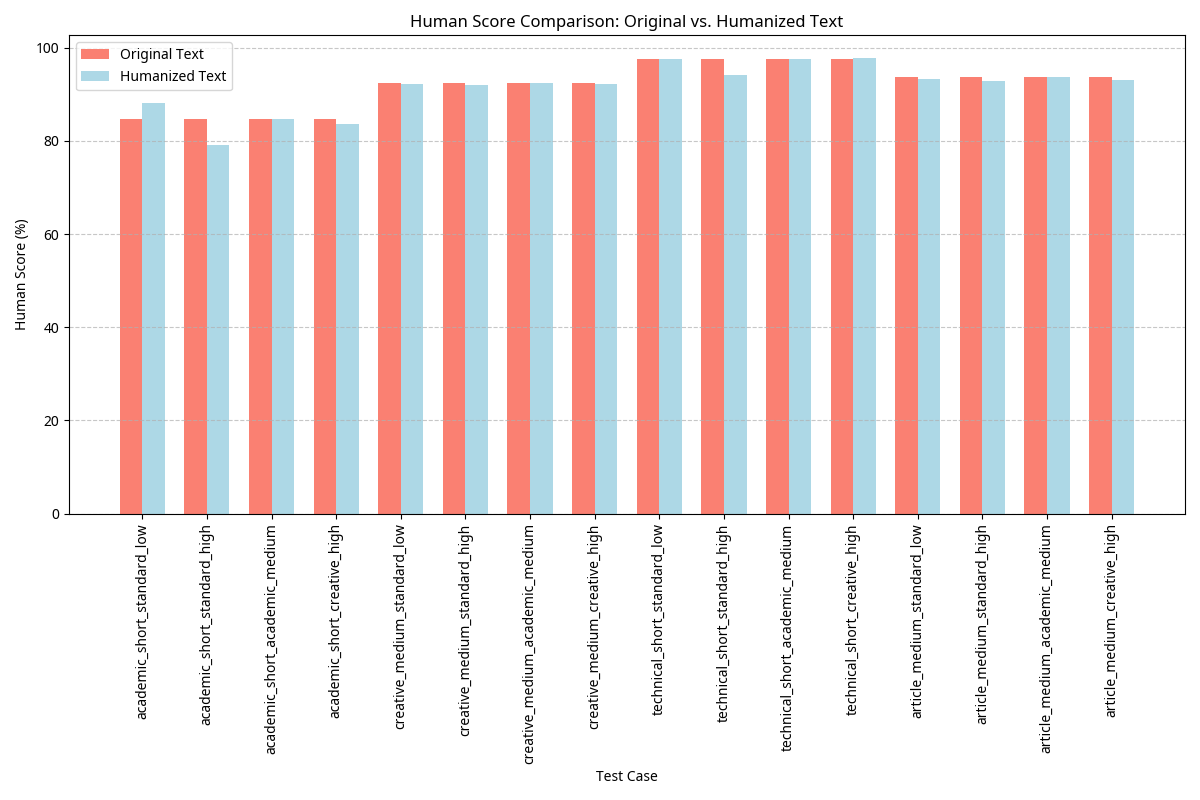 Human Score Comparison: Original vs. Humanized Text
Original Text
Humanized Text
Human Score (%)
100
80
60
40
20
0
academic_short_standard_low
academic_short_standard_high
academic_short_academic_medium
academic_short_creative_high
creative_medium_standard_low
creative_medium_standard_high
creative_medium_academic_medium
creative_medium_creative_high
technical_short_standard_low
technical_short_standard_high
technical_short_academic_medium
technical_short_creative_high
article_medium_standard_low
article_medium_standard_high
article_medium_academic_medium
article_medium_creative_high
Test Case